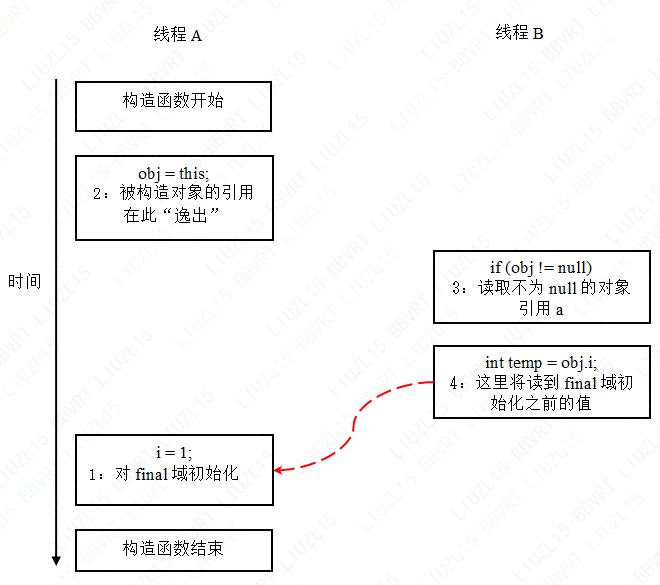 线程 A
线程 B
构造函数开始
obj = this;
2：被构造对象的引用
在此“逸出”
if (obj != null)
3：读取不为 null 的对象
引用 a
时间
int temp = obj.i;
4：这里将读到 final 域初
始化之前的值
i = 1;
1：对 final 域初始化
构造函数结束
LIUZL15-BBVRT